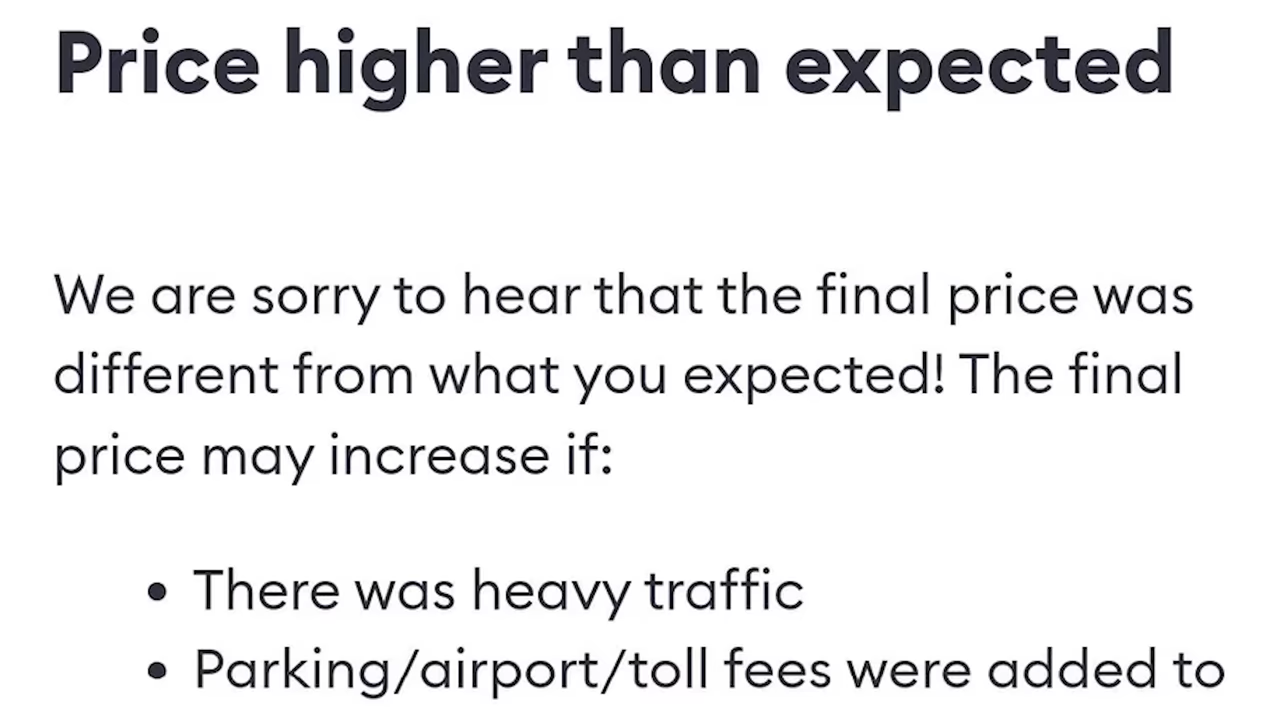 Price higher than expected
We are sorry to hear that the final price was
different from what you expected! The final
price may increase if:
• There was heavy traffic
• Parking/airport/toll fees were added to